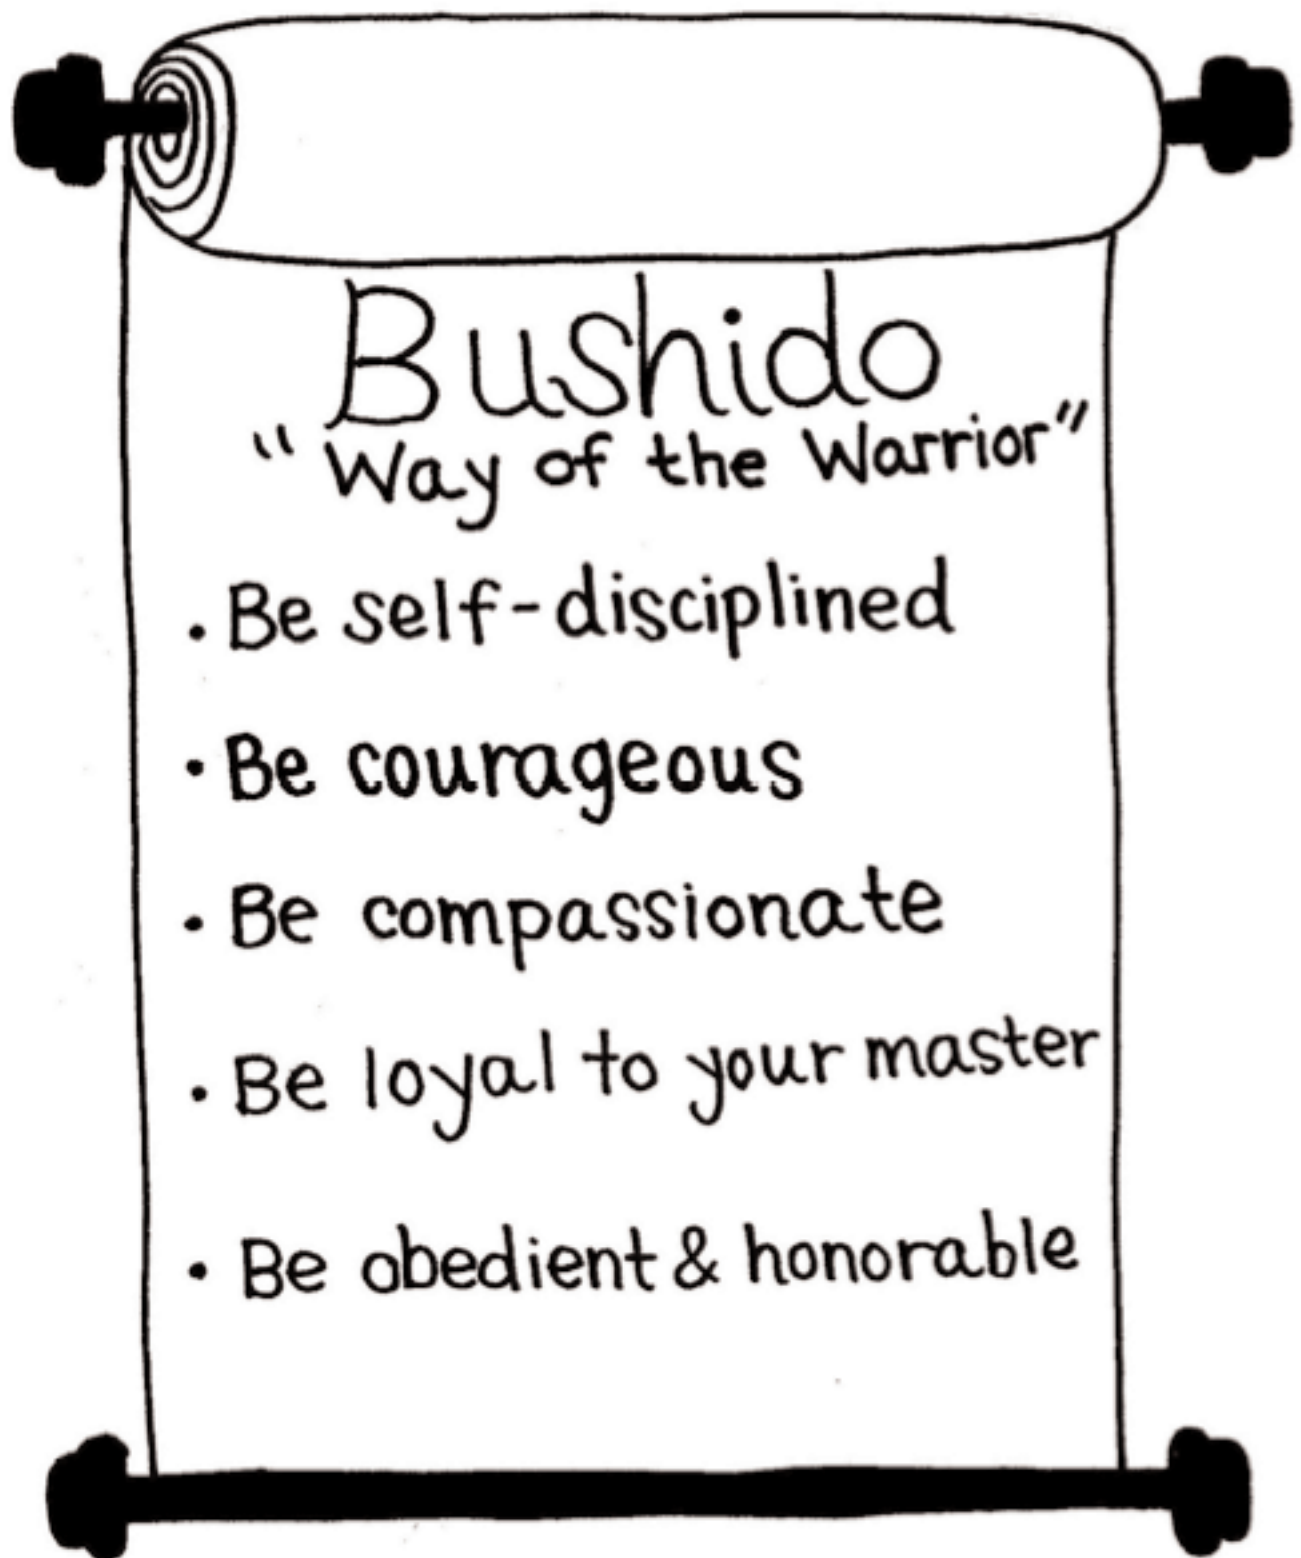 Bushido
"Way of the Warrior"
· Be self-disciplined
· Be courageous
· Be compassionate
· Be loyal to your master
· Be obedient & honorable